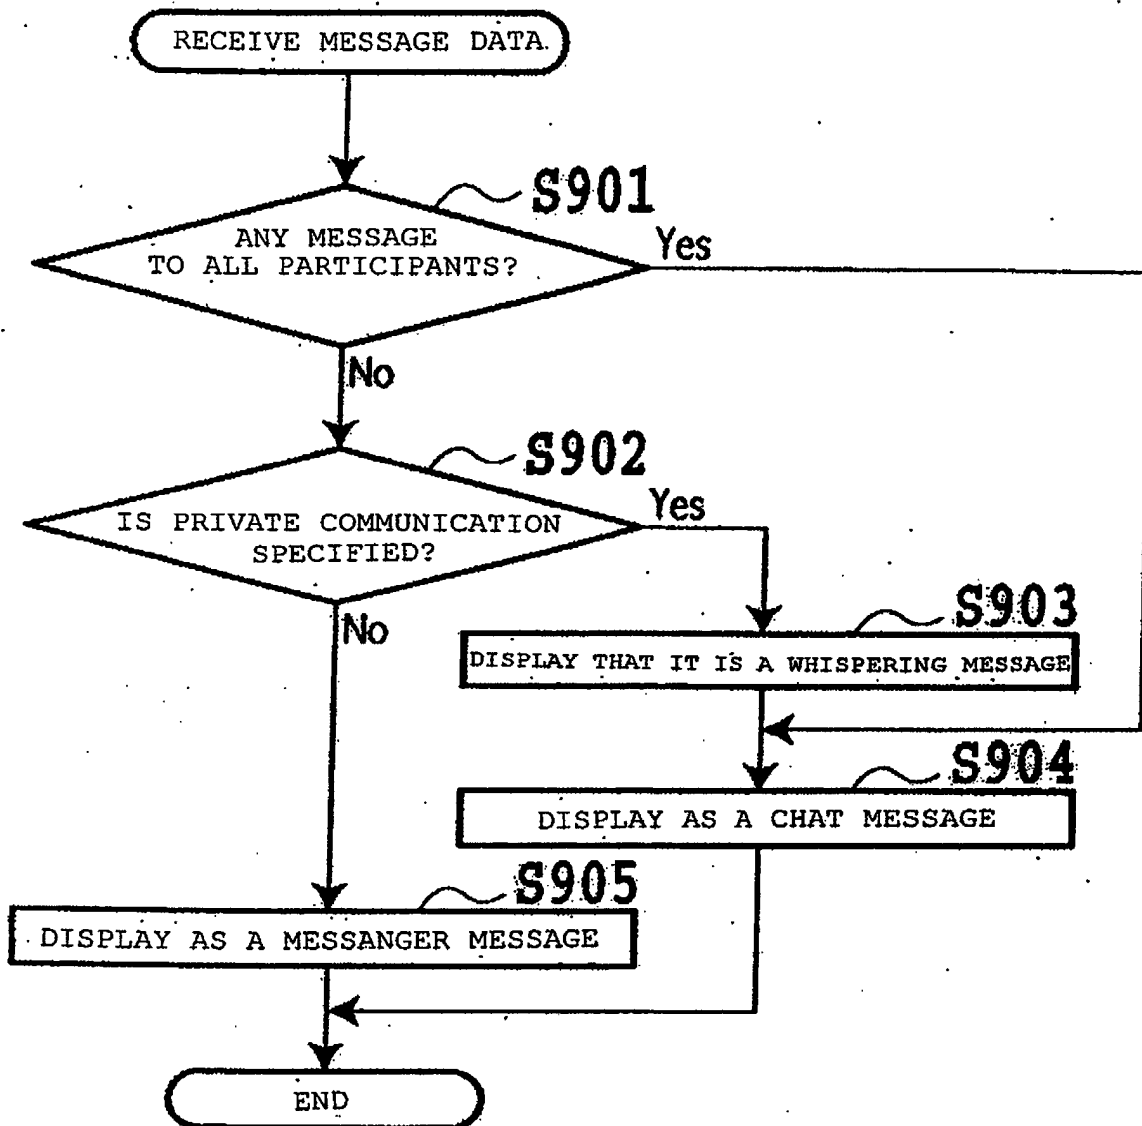 RECEIVE MESSAGE DATA.
S901
ANY MESSAGE
TO ALL PARTICIPANTS?
Yes
No
S902
IS PRIVATE COMMUNICATION
SPECIFIED?
Yes
No
S903
DISPLAY THAT IT IS A WHISPERING MESSAGE
S904
DISPLAY AS A CHAT MESSAGE
S905
DISPLAY AS A MESSANGER MESSAGE
END